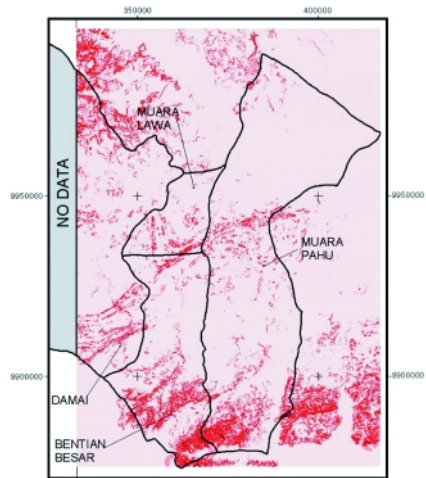 350000 400000
MUARA
LAWA
NO DATA
9950000 9950000
MUARA
PAHU
9900000 9900000
DAMAI
BENTIAN
BESAR